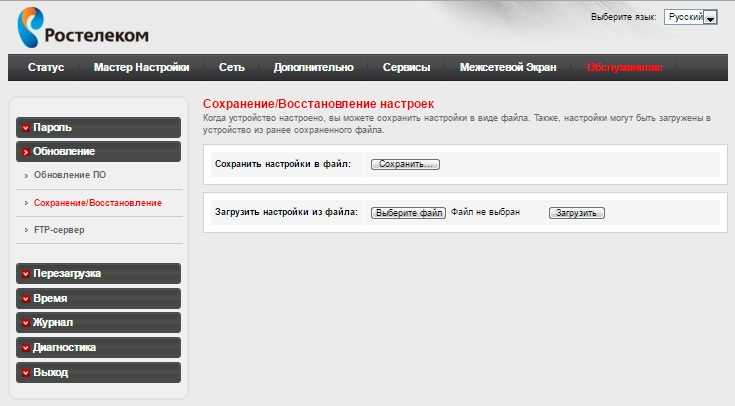 Ростелеком
Выберите язык: Русский
Статус Мастер Настройки Сеть Дополнительно Сервисы Межсетевой Экран Обслуживание
Пароль
Обновление
Обновление ПО
Сохранение/Восстановление
FTP-сервер
Перезагрузка
Время
Журнал
Диагностика
Выход
Сохранение/Восстановление настроек
Когда устройство настроено, вы можете сохранить настройки в виде файла. Также, настройки могут быть загружены в
устройство из ранее сохраненного файла.
Сохранить настройки в файл: Сохранить...
Загрузить настройки из файла: Выберите файл Файл не выбран Загрузить